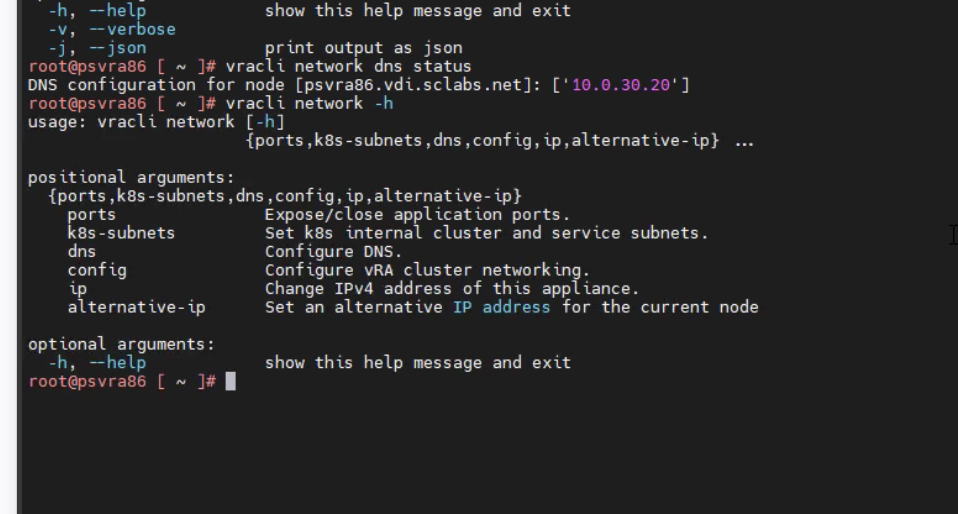 -h, --help            show this help message and exit
-v, --verbose
-j, --json            print output as json
root@psvra86 [ ~ ]# vracli network dns status
DNS configuration for node [psvra86.vdi.sclabs.net]: ['10.0.30.20']
root@psvra86 [ ~ ]# vracli network -h
usage: vracli network [-h]
                      {ports,k8s-subnets,dns,config,ip,alternative-ip} ...
positional arguments:
  {ports,k8s-subnets,dns,config,ip,alternative-ip}
    ports               Expose/close application ports.
    k8s-subnets         Set k8s internal cluster and service subnets.
    dns                 Configure DNS.
    config              Configure vRA cluster networking.
    ip                  Change IPv4 address of this appliance.
    alternative-ip      Set an alternative IP address for the current node
optional arguments:
  -h, --help            show this help message and exit
root@psvra86 [ ~ ]#